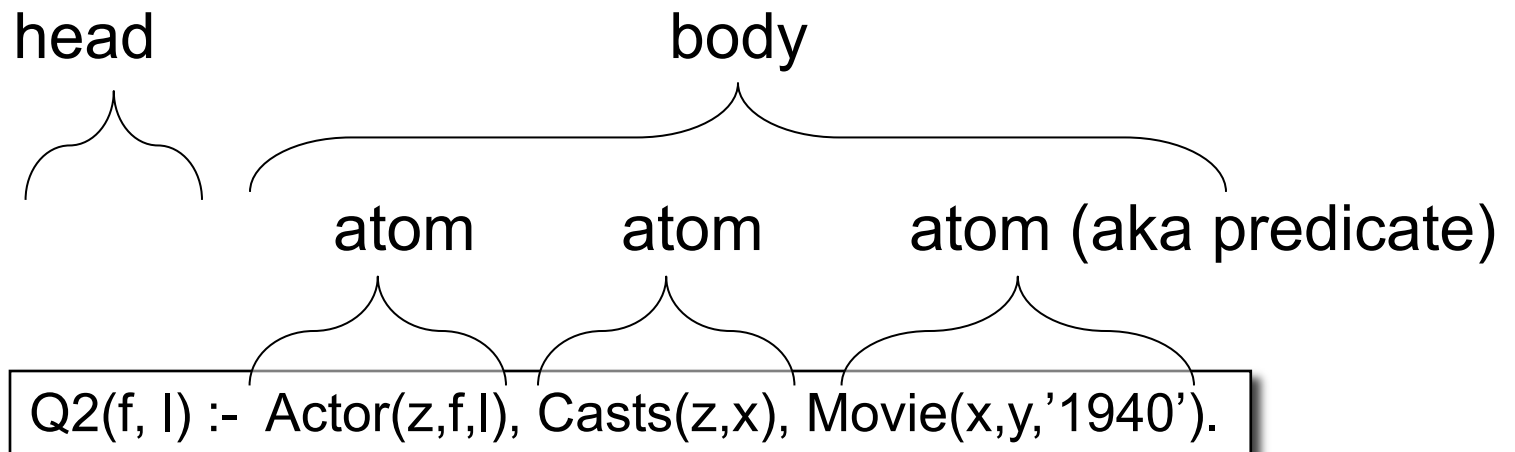 head body
atom atom atom (aka predicate)
Q2(f, l) :- Actor(z,f,l), Casts(z,x), Movie(x,y,’1940’).